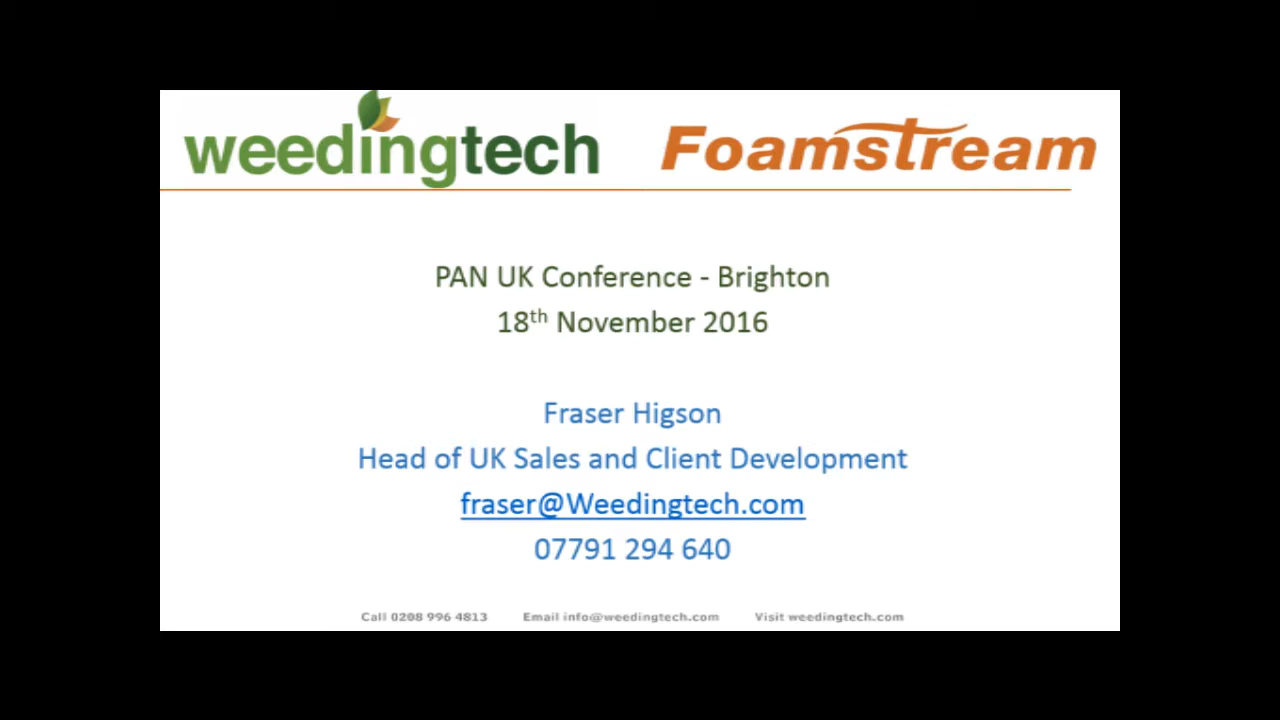 weedingtech Foamstream
PAN UK Conference - Brighton
18th November 2016
Fraser Higson
Head of UK Sales and Client Development
fraser@Weedingtech.com
07791 294 640
Call 0208 996 4813 Email info@weedingtech.com Visit weedingtech.com